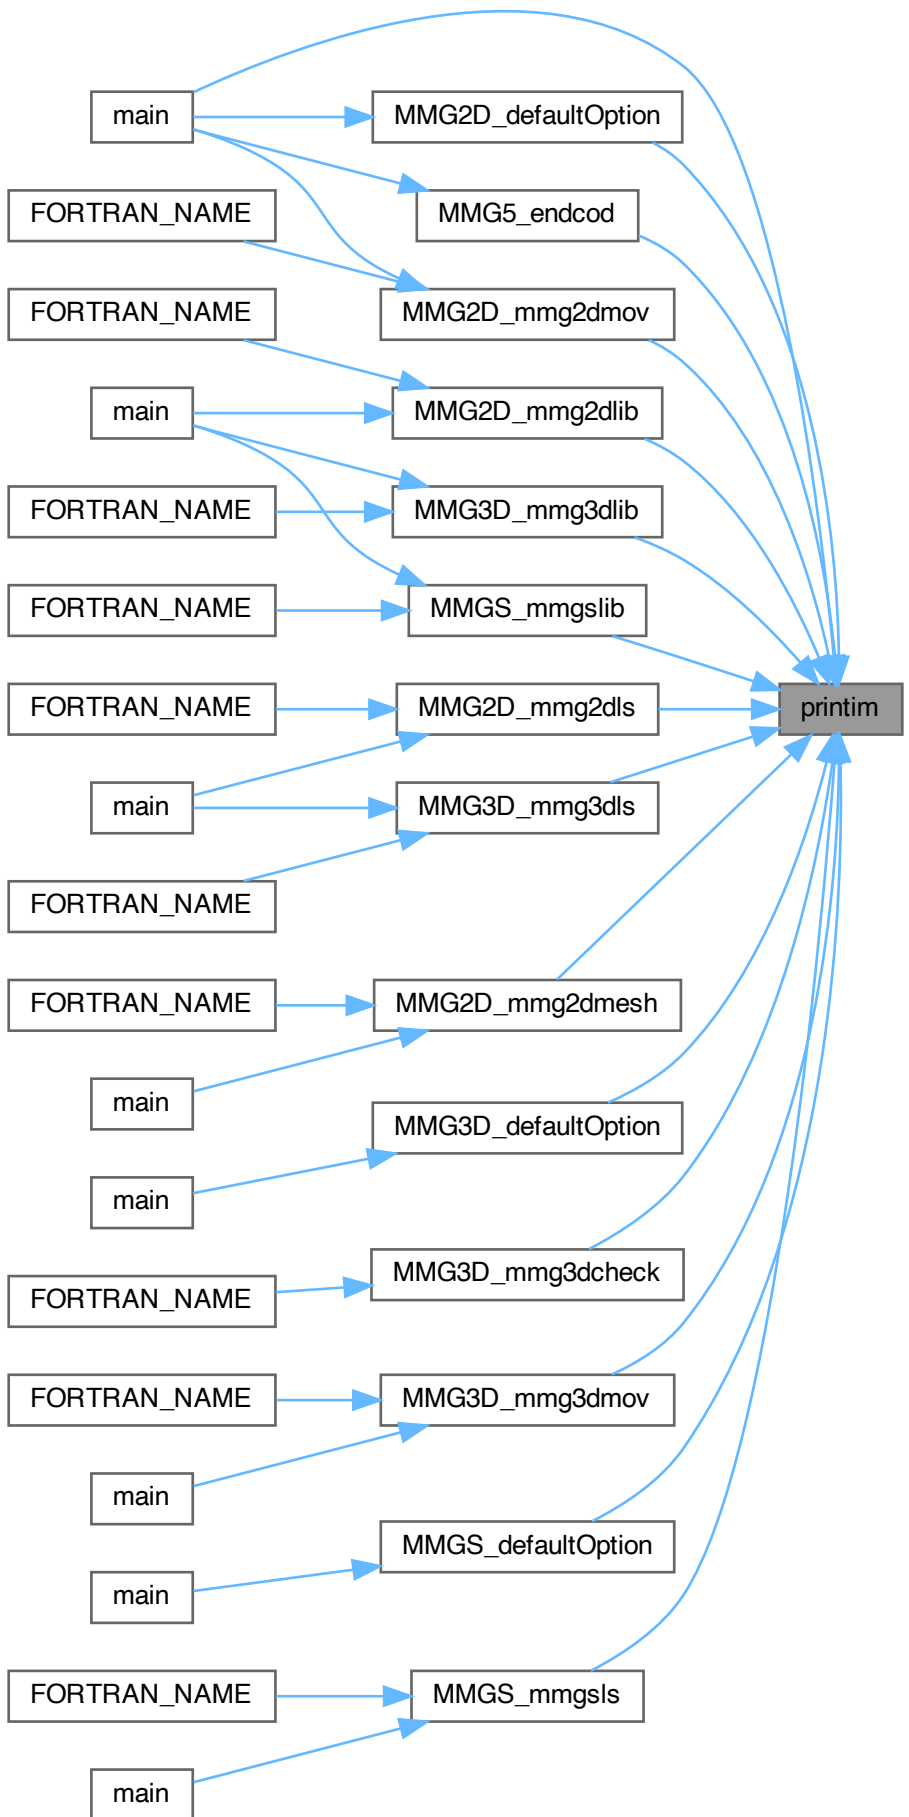 main
MMG2D_defaultOption
FORTRAN_NAME
MMG5_endcod
FORTRAN_NAME
MMG2D_mmg2dmov
main
MMG2D_mmg2dlib
FORTRAN_NAME
MMG3D_mmg3dlib
FORTRAN_NAME
MMGS_mmgslib
FORTRAN_NAME
MMG2D_mmg2dls
printim
main
MMG3D_mmg3dls
FORTRAN_NAME
FORTRAN_NAME
MMG2D_mmg2dmesh
main
MMG3D_defaultOption
main
FORTRAN_NAME
MMG3D_mmg3dcheck
FORTRAN_NAME
MMG3D_mmg3dmov
main
MMGS_defaultOption
main
FORTRAN_NAME
MMGS_mmgsls
main